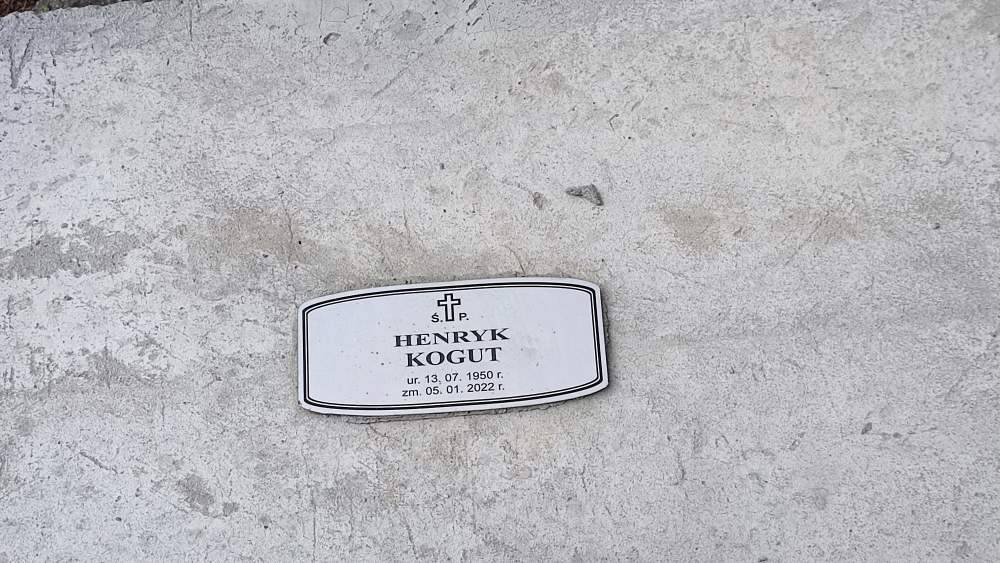 Ś. P.
HENRYK
KOGUT
ur. 13. 07. 1950 r.
zm. 05. 01. 2022 r.